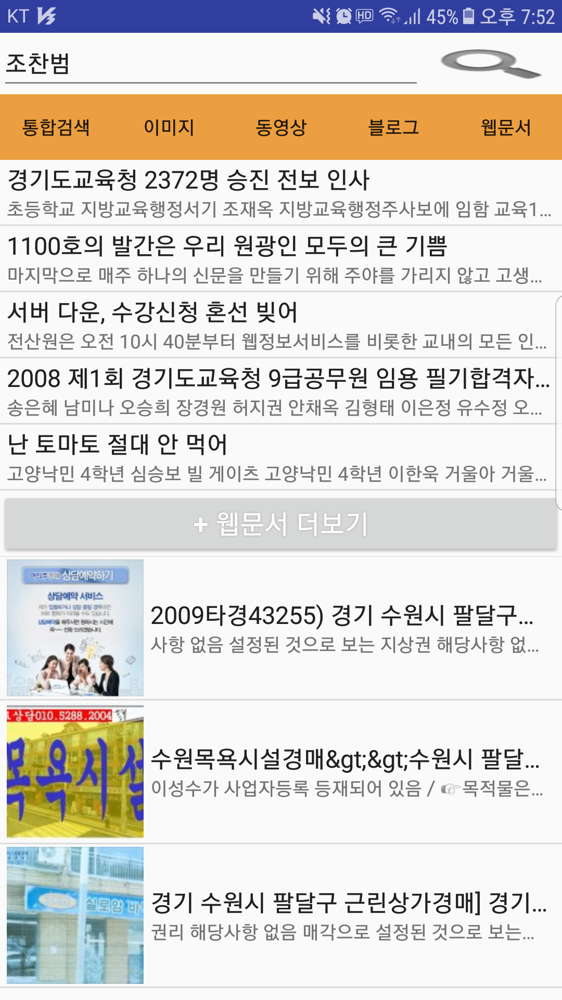 KT HD 45% 오후 7:52
조찬범
통합검색 이미지 동영상 블로그 웹문서
경기도교육청 2372명 승진 전보 인사
초등학교 지방교육행정서기 조재옥 지방교육행정주사보에 임함 교육1...
1100호의 발간은 우리 원광인 모두의 큰 기쁨
마지막으로 매주 하나의 신문을 만들기 위해 주야를 가리지 않고 고생...
서버 다운, 수강신청 혼선 빚어
전산원은 오전 10시 40분부터 웹정보서비스를 비롯한 교내의 모든 인...
2008 제1회 경기도교육청 9급공무원 임용 필기합격자...
송은혜 남미나 오승희 장경원 허지권 안채옥 김형태 이은정 유수정 오...
난 토마토 절대 안 먹어
고양낙민 4학년 심승보 빌 게이츠 고양낙민 4학년 이한욱 거울아 거울...
+ 웹문서 더보기
상담예약하기
상담예약 서비스
2009타경43255) 경기 수원시 팔달구...
사항 없음 설정된 것으로 보는 지상권 해당사항 없...
상담010.5288.2004
목욕시설
수원목욕시설경매&gt;&gt;수원시 팔달...
이성수가 사업자등록 등재되어 있음 / ☞목적물은...
실로암 바
경기 수원시 팔달구 근린상가경매] 경기...
권리 해당사항 없음 매각으로 설정된 것으로 보는...